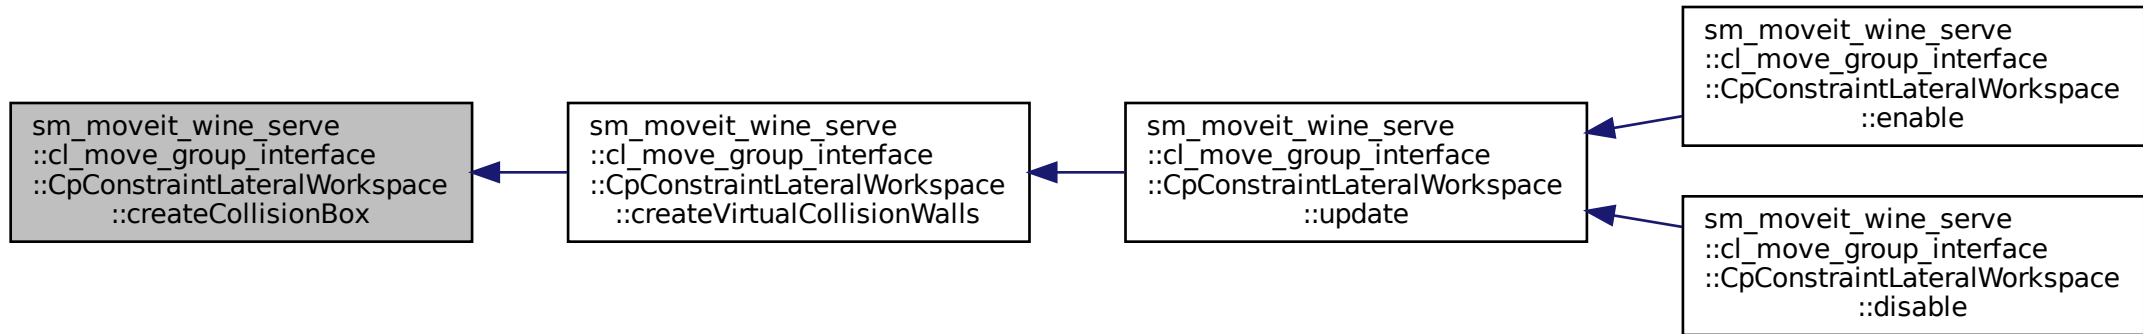 sm_moveit_wine_serve
::cl_move_group_interface
::CpConstraintLateralWorkspace
::createCollisionBox
sm_moveit_wine_serve
::cl_move_group_interface
::CpConstraintLateralWorkspace
::createVirtualCollisionWalls
sm_moveit_wine_serve
::cl_move_group_interface
::CpConstraintLateralWorkspace
::update
sm_moveit_wine_serve
::cl_move_group_interface
::CpConstraintLateralWorkspace
::enable
sm_moveit_wine_serve
::cl_move_group_interface
::CpConstraintLateralWorkspace
::disable